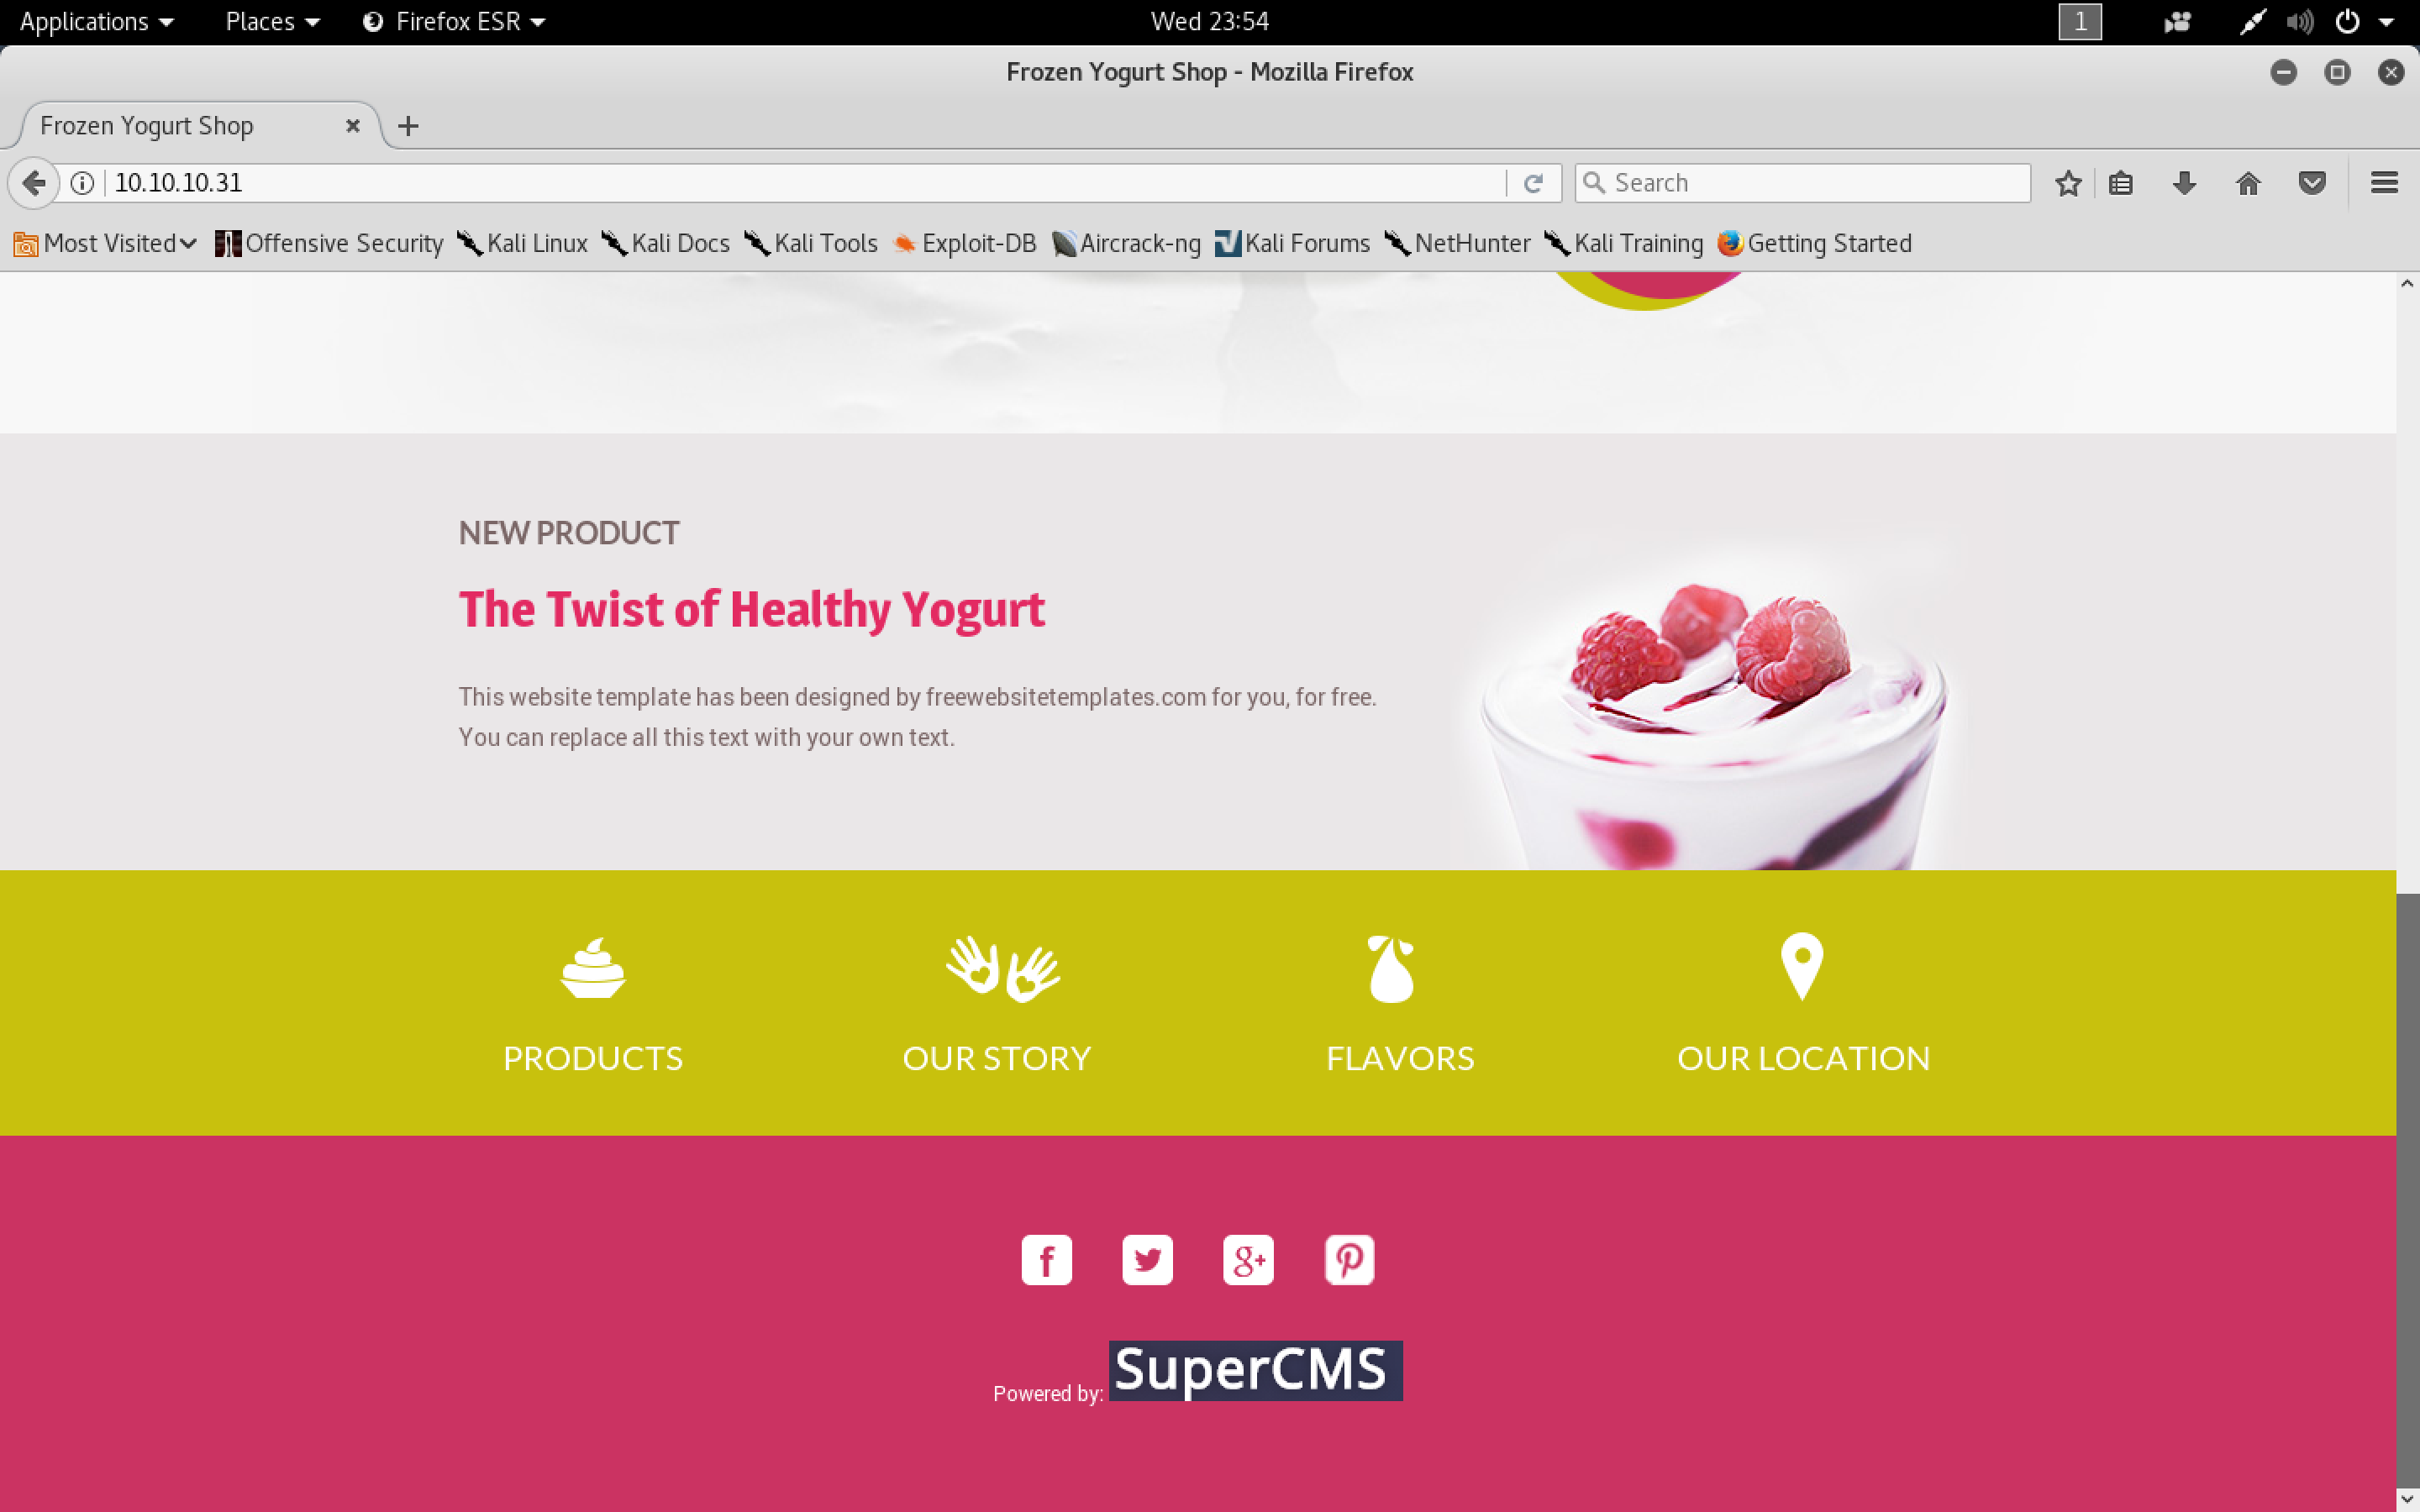 Applications Places Firefox ESR Wed 23:54 1
Frozen Yogurt Shop - Mozilla Firefox
Frozen Yogurt Shop
10.10.10.31 Search
Most Visited Offensive Security Kali Linux Kali Docs Kali Tools Exploit-DB Aircrack-ng Kali Forums NetHunter Kali Training Getting Started
NEW PRODUCT
The Twist of Healthy Yogurt
This website template has been designed by freewebsitetemplates.com for you, for free.
You can replace all this text with your own text.
PRODUCTS OUR STORY FLAVORS OUR LOCATION
f g+
Powered by: SuperCMS